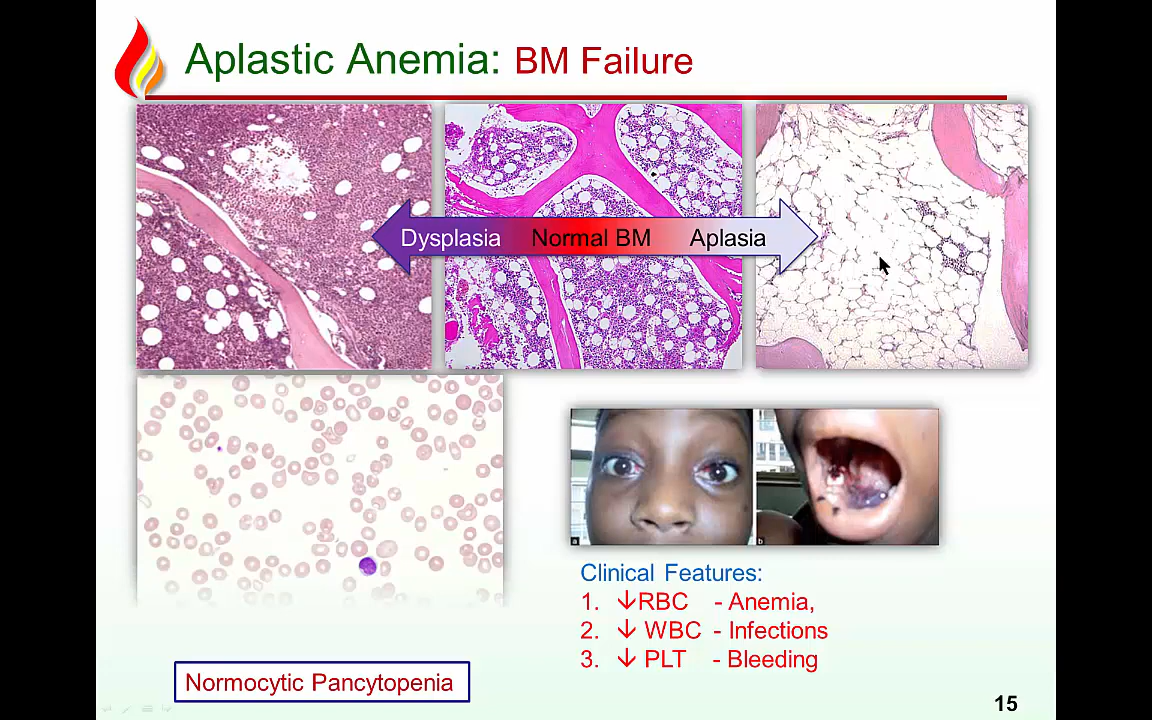 Aplastic Anemia: BM Failure
Dysplasia Normal BM Aplasia
a b
Clinical Features:
1. ↓RBC - Anemia,
2. ↓ WBC - Infections
3. ↓ PLT - Bleeding
Normocytic Pancytopenia
15